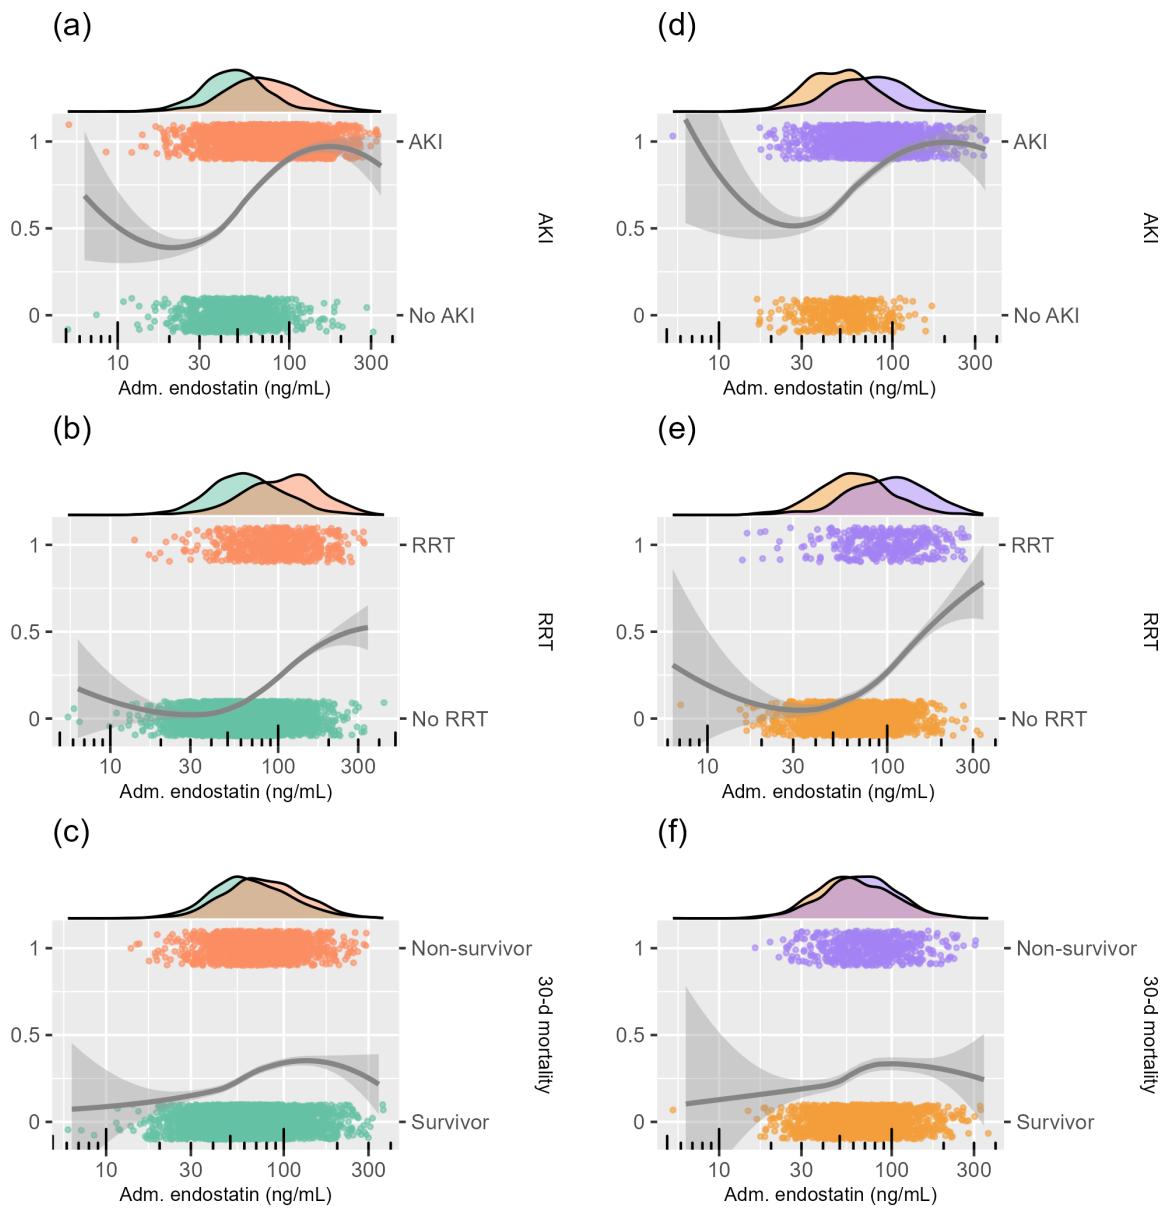 (a)
1
0.5
0
AKI
No AKI
AKI
10 30 100 300
Adm. endostatin (ng/mL)
(d)
1
0.5
0
AKI
No AKI
AKI
10 30 100 300
Adm. endostatin (ng/mL)
(b)
1
0.5
0
RRT
No RRT
RRT
10 30 100 300
Adm. endostatin (ng/mL)
(e)
1
0.5
0
RRT
No RRT
RRT
10 30 100 300
Adm. endostatin (ng/mL)
(c)
1
0.5
0
Non-survivor
Survivor
30-d mortality
10 30 100 300
Adm. endostatin (ng/mL)
(f)
1
0.5
0
Non-survivor
Survivor
30-d mortality
10 30 100 300
Adm. endostatin (ng/mL)